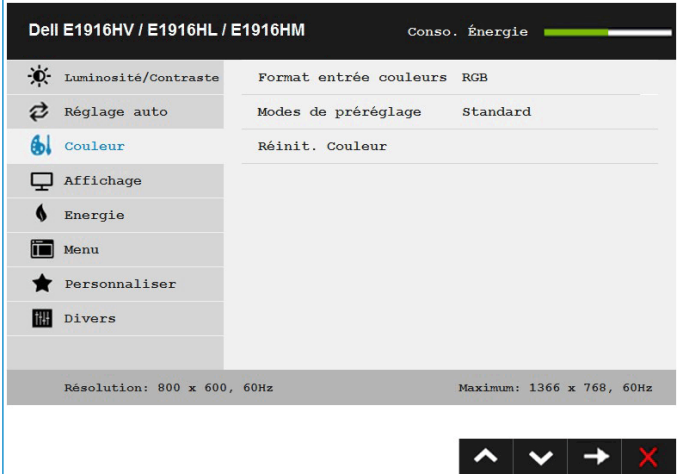 Dell E1916HV / E1916HL / E1916HM Conso. Énergie
Luminosité/Contraste Format entrée couleurs RGB
Réglage auto Modes de préréglage Standard
Couleur Réinit. Couleur
Affichage
Energie
Menu
Personnaliser
Divers
Résolution: 800 x 600, 60Hz Maximum: 1366 x 768, 60Hz